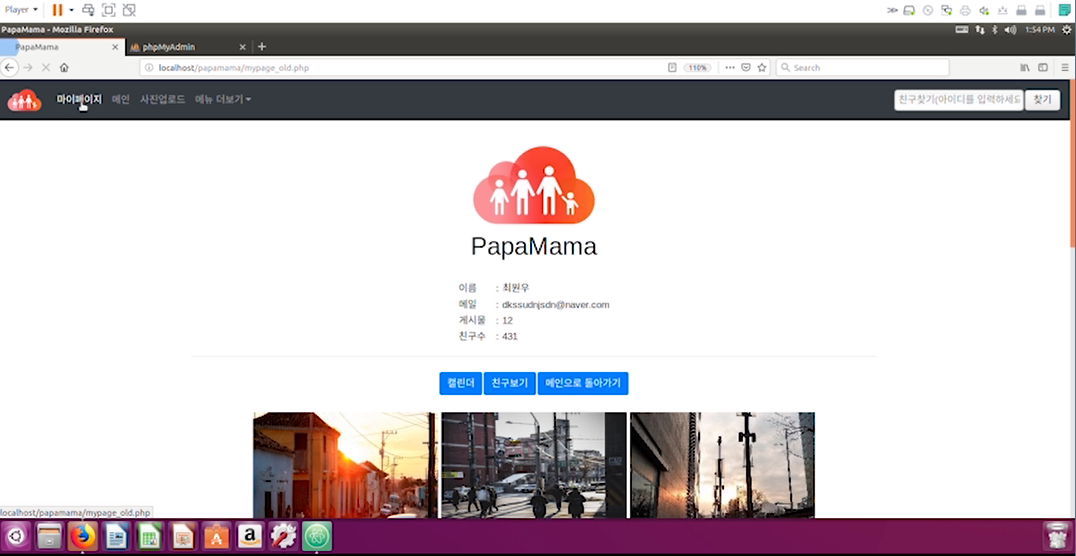 Player
PapaMama - Mozilla Firefox
1:34 PM
PapaMama
phpMyAdmin
localhost/papamama/mypage_old.php
110%
Search
마이페이지 메인 사진업로드 메뉴 더보기
친구찾기(아이디를 입력하세요 찾기
PapaMama
이름 : 최원우
메일 : dkssudnjsdn@naver.com
게시물 : 12
친구수 : 431
캘린더 친구보기 메인으로 돌아가기
localhost/papamama/mypage_old.php